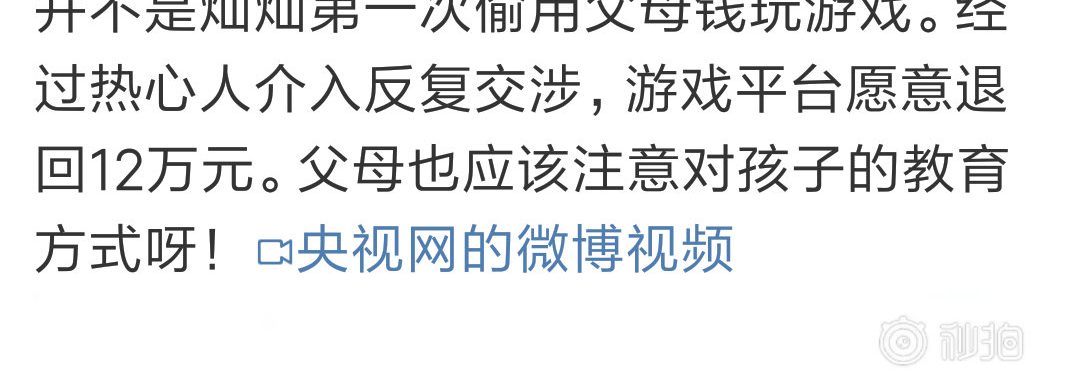 并不是灿灿第一次偷用父母钱玩游戏。经
过热心人介入反复交涉，游戏平台愿意退
回12万元。父母也应该注意对孩子的教育
方式呀！央视网的微博视频
秒拍